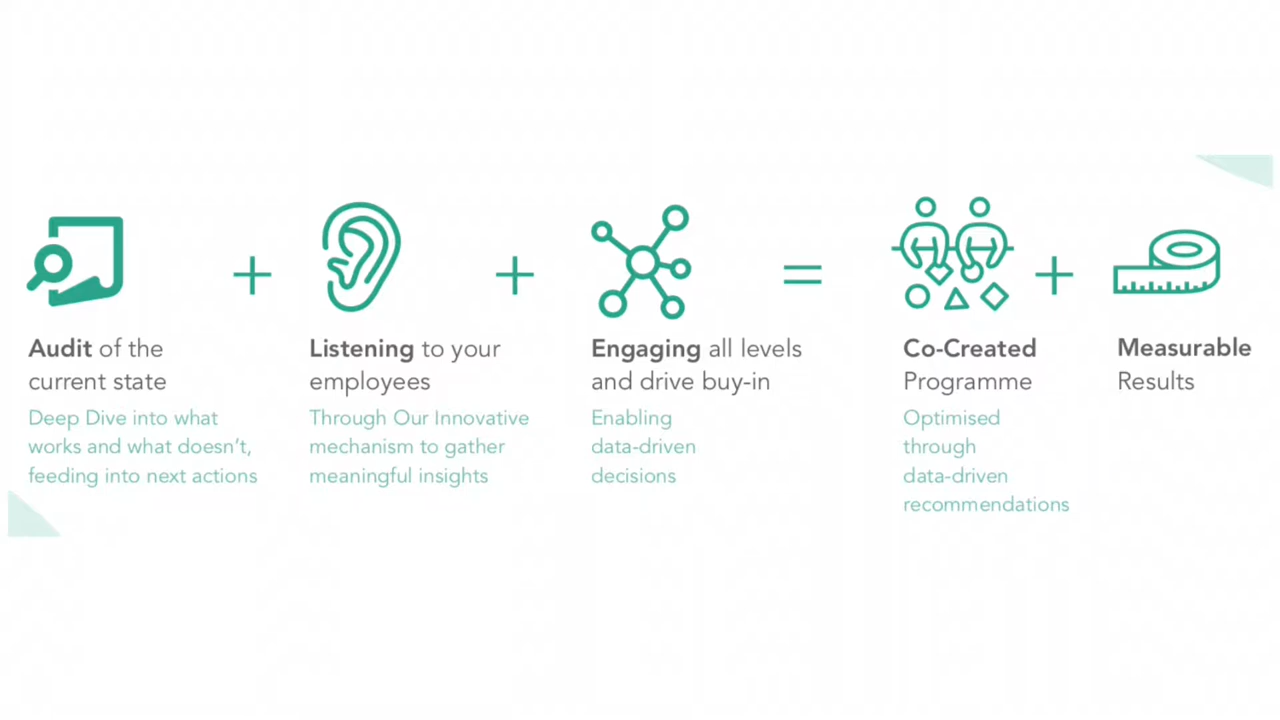 Audit of the
current state
Deep Dive into what
works and what doesn't,
feeding into next actions
+
Listening to your
employees
Through Our Innovative
mechanism to gather
meaningful insights
+
Engaging all levels
and drive buy-in
Enabling
data-driven
decisions
=
Co-Created
Programme
Optimised
through
data-driven
recommendations
+
Measurable
Results